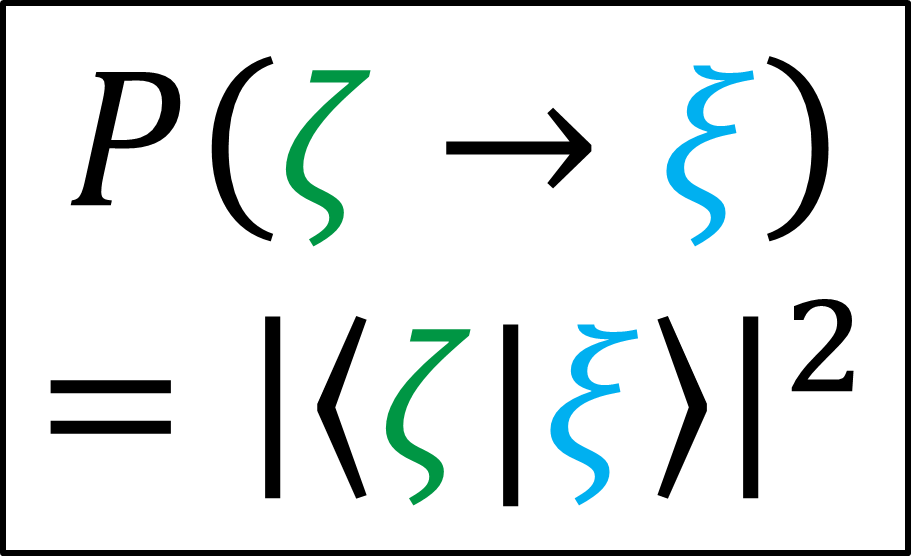 P(ζ → ξ)
= |⟨ζ|ξ⟩|²